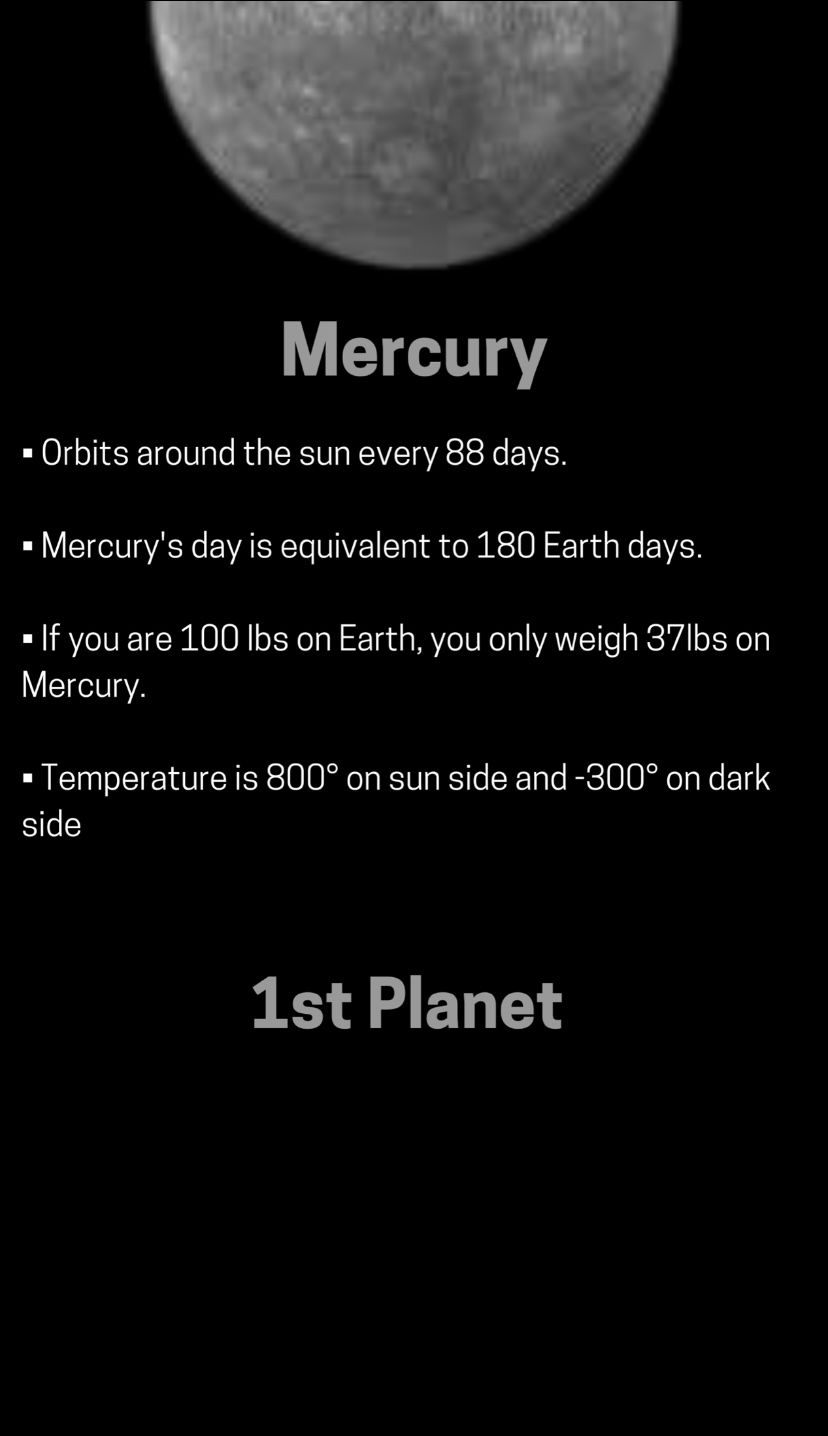 Mercury
▪ Orbits around the sun every 88 days.
▪ Mercury's day is equivalent to 180 Earth days.
▪ If you are 100 lbs on Earth, you only weigh 37lbs on
Mercury.
▪ Temperature is 800° on sun side and -300° on dark
side
1st Planet